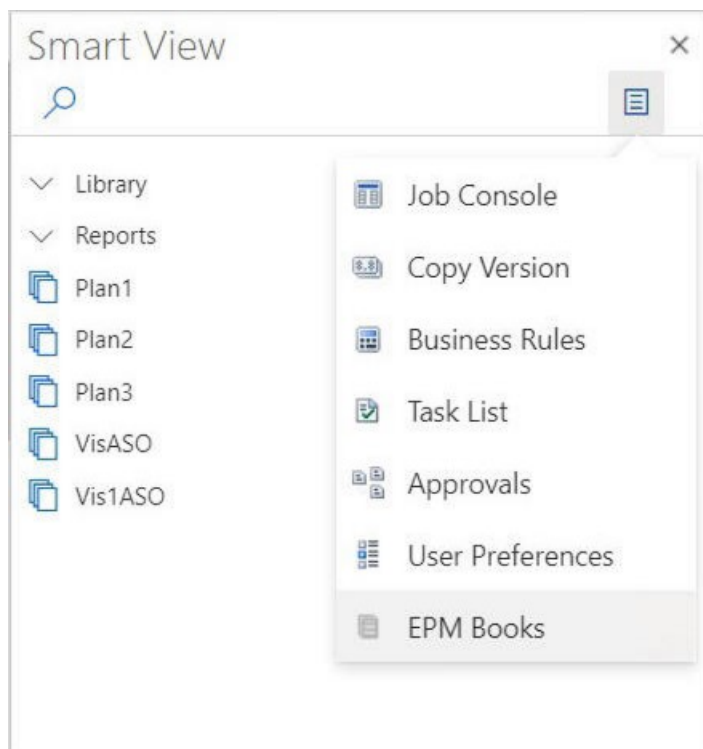 Smart View
Library
Reports
Plan1
Plan2
Plan3
VisASO
Vis1ASO
Job Console
Copy Version
Business Rules
Task List
Approvals
User Preferences
EPM Books